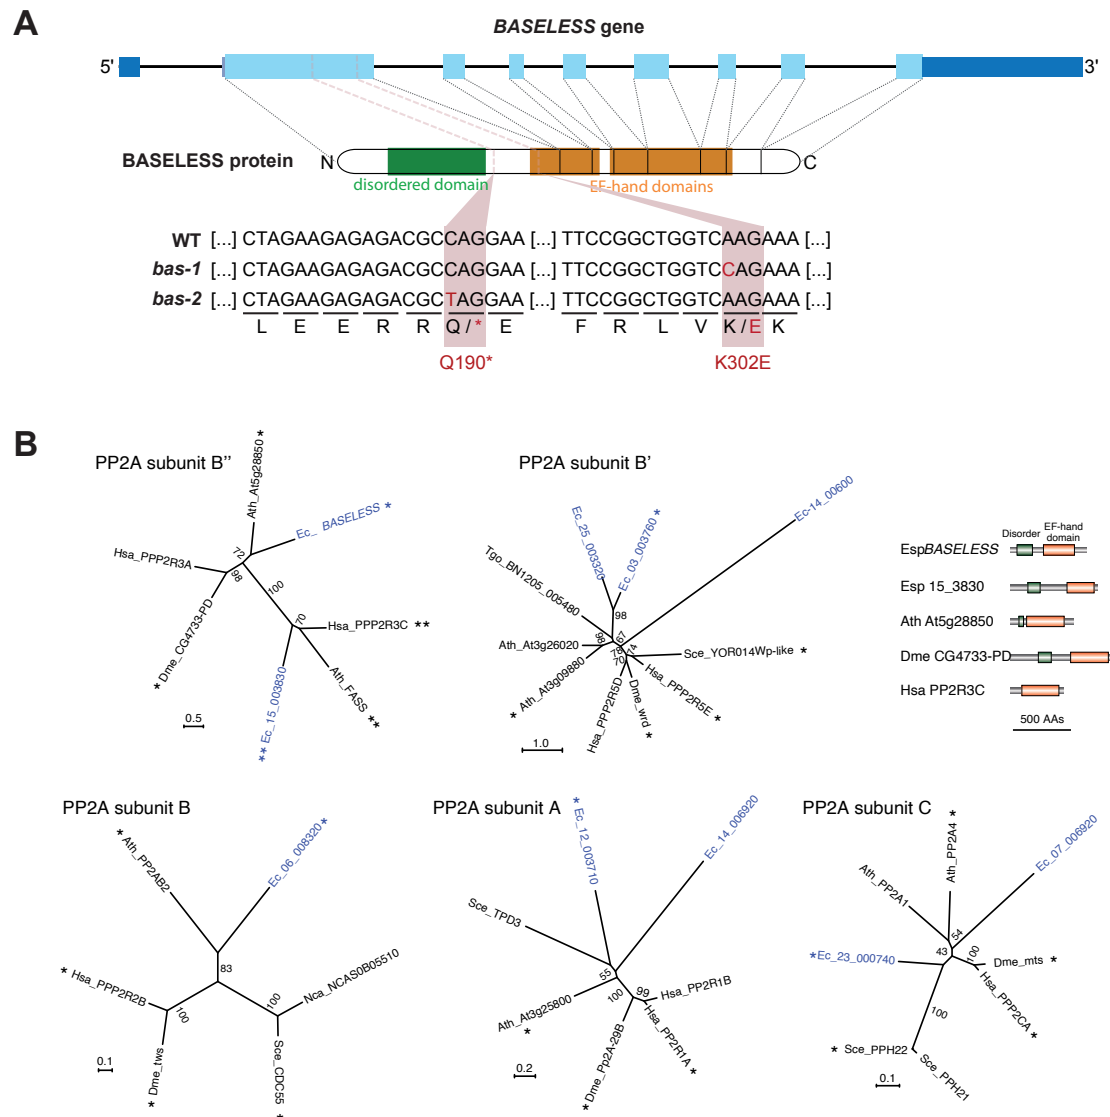 A
BASELESS gene
5' 3'
BASELESS protein N C
disordered domain EF-hand domains
WT [...] CTAGAAGAGAGACGCCAGGAA [...] TTCCGGCTGGTCAAGAAA [...]
bas-1 [...] CTAGAAGAGAGACGCCAGGAA [...] TTCCGGCTGGTCCAGAAA [...]
bas-2 [...] CTAGAAGAGAGACGCTAGGAA [...] TTCCGGCTGGTCAAGAAA [...]
L E E R R Q / * E F R L V K / E K
Q190* K302E
B
PP2A subunit B''
Ath_At5g28850 *
Ec_ BASELESS *
Hsa_PPP2R3A
* Dme_CG4733-PD
Hsa_PPP2R3C **
Ath_FASS **
** Ec_15_003830
72
98
100
70
0.5
PP2A subunit B'
Ec-14_00600
Ec_25_003320
Ec_03_003760 *
Tgo_BN1205_005480
Ath_At3g26020
* Ath_At3g09880
Sce_YOR014Wp-like *
Hsa_PPP2R5E *
Dme_wrd *
Hsa_PPP2R5D
98
98
67
74
79
70
1.0
Disorder EF-hand
domain
EspBASELESS
Esp 15_3830
Ath At5g28850
Dme CG4733-PD
Hsa PP2R3C
500 AAs
PP2A subunit B
* Ath_PP2AB2
Ec_06_008320 *
* Hsa_PPP2R2B
Nca_NCAS0B05510
* Dme_tws
Sce_CDC55 *
83
100
100
0.1
PP2A subunit A
* Ec_12_003710
Ec_14_006920
Sce_TPD3
Ath_At3g25800
*
Hsa_PP2R1B
Hsa_PP2R1A *
* Dme_Pp2A-29B
55
100
99
0.2
PP2A subunit C
Ath_PP2A4 *
Ec_07_006920
Ath_PP2A1
*Ec_23_000740
Dme_mts *
Hsa_PPP2CA *
* Sce_PPH22
Sce_PPH21
54
43
100
100
0.1